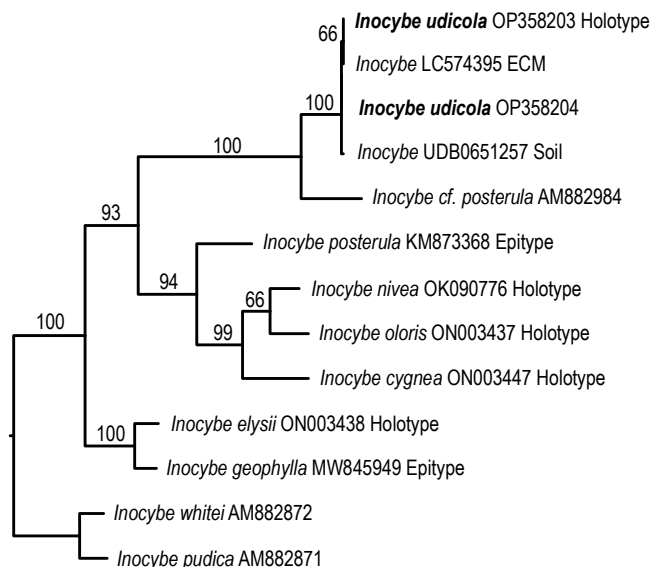 Inocybe udicola OP358203 Holotype
66
Inocybe LC574395 ECM
100
Inocybe udicola OP358204
100
Inocybe UDB0651257 Soil
Inocybe cf. posterula AM882984
93
Inocybe posterula KM873368 Epitype
94
Inocybe nivea OK090776 Holotype
66
100
99
Inocybe oloris ON003437 Holotype
Inocybe cygnea ON003447 Holotype
Inocybe elysii ON003438 Holotype
100
Inocybe geophylla MW845949 Epitype
Inocybe whitei AM882872
Inocybe pudica AM882871